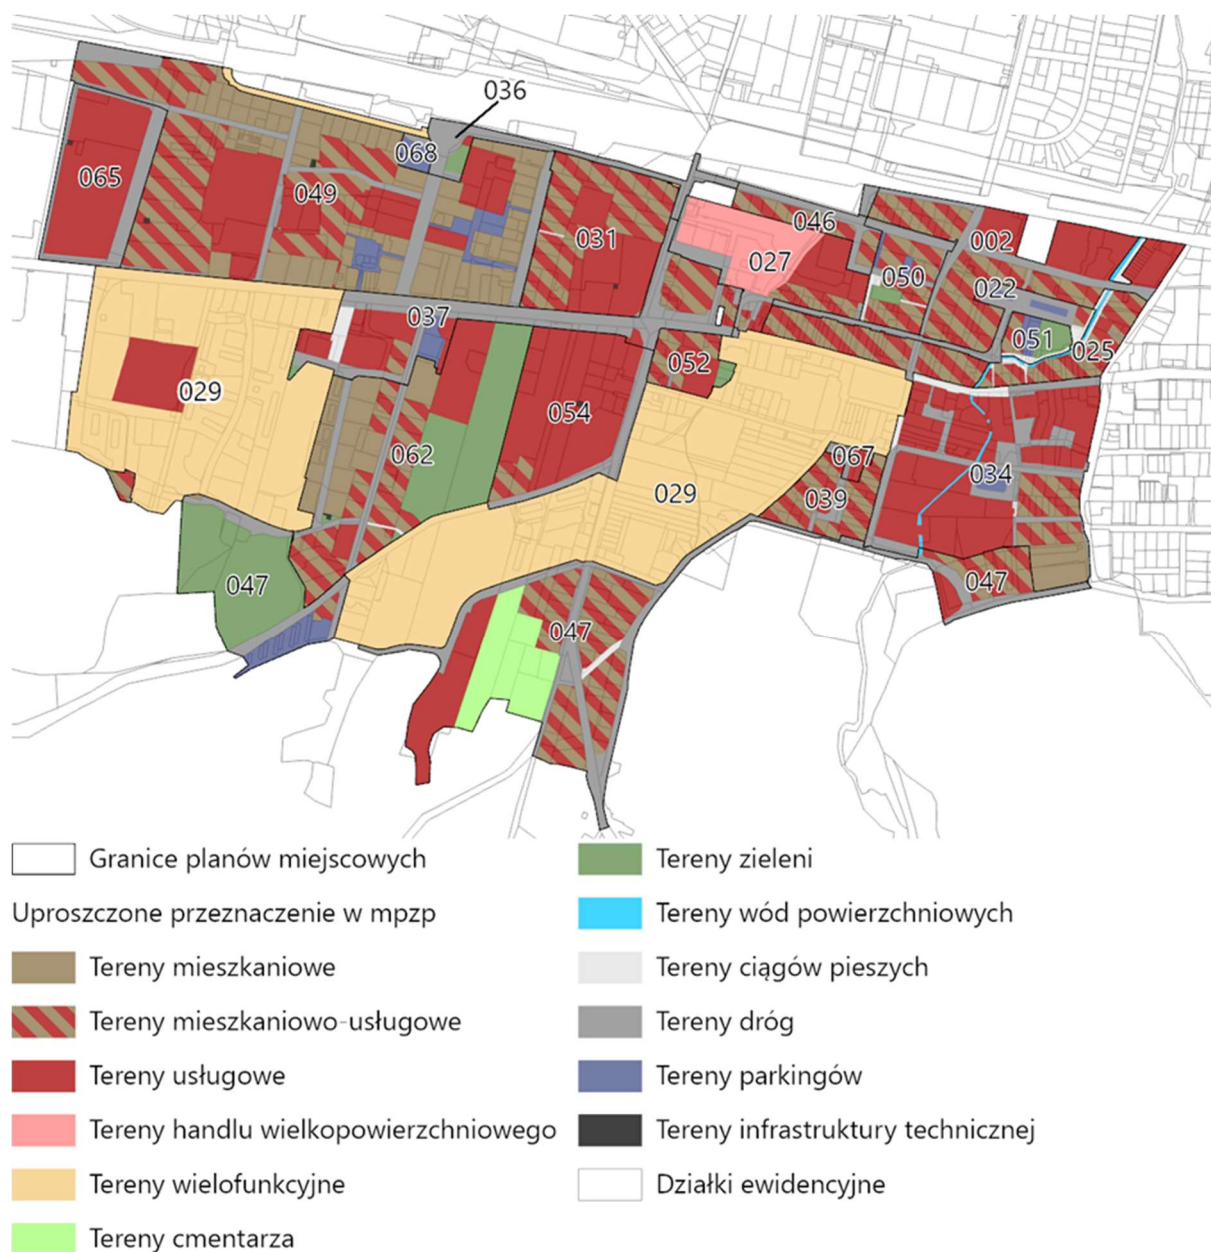 036
068
065
049
031
046
002
027
050
022
037
051
025
052
029
054
062
067
034
029
039
047
047
047
Granice planów miejscowych
Uproszczone przeznaczenie w mpzp
Tereny mieszkaniowe
Tereny mieszkaniowo-usługowe
Tereny usługowe
Tereny handlu wielkopowierzchniowego
Tereny wielofunkcyjne
Tereny cmentarza
Tereny zieleni
Tereny wód powierzchniowych
Tereny ciągów pieszych
Tereny dróg
Tereny parkingów
Tereny infrastruktury technicznej
Działki ewidencyjne